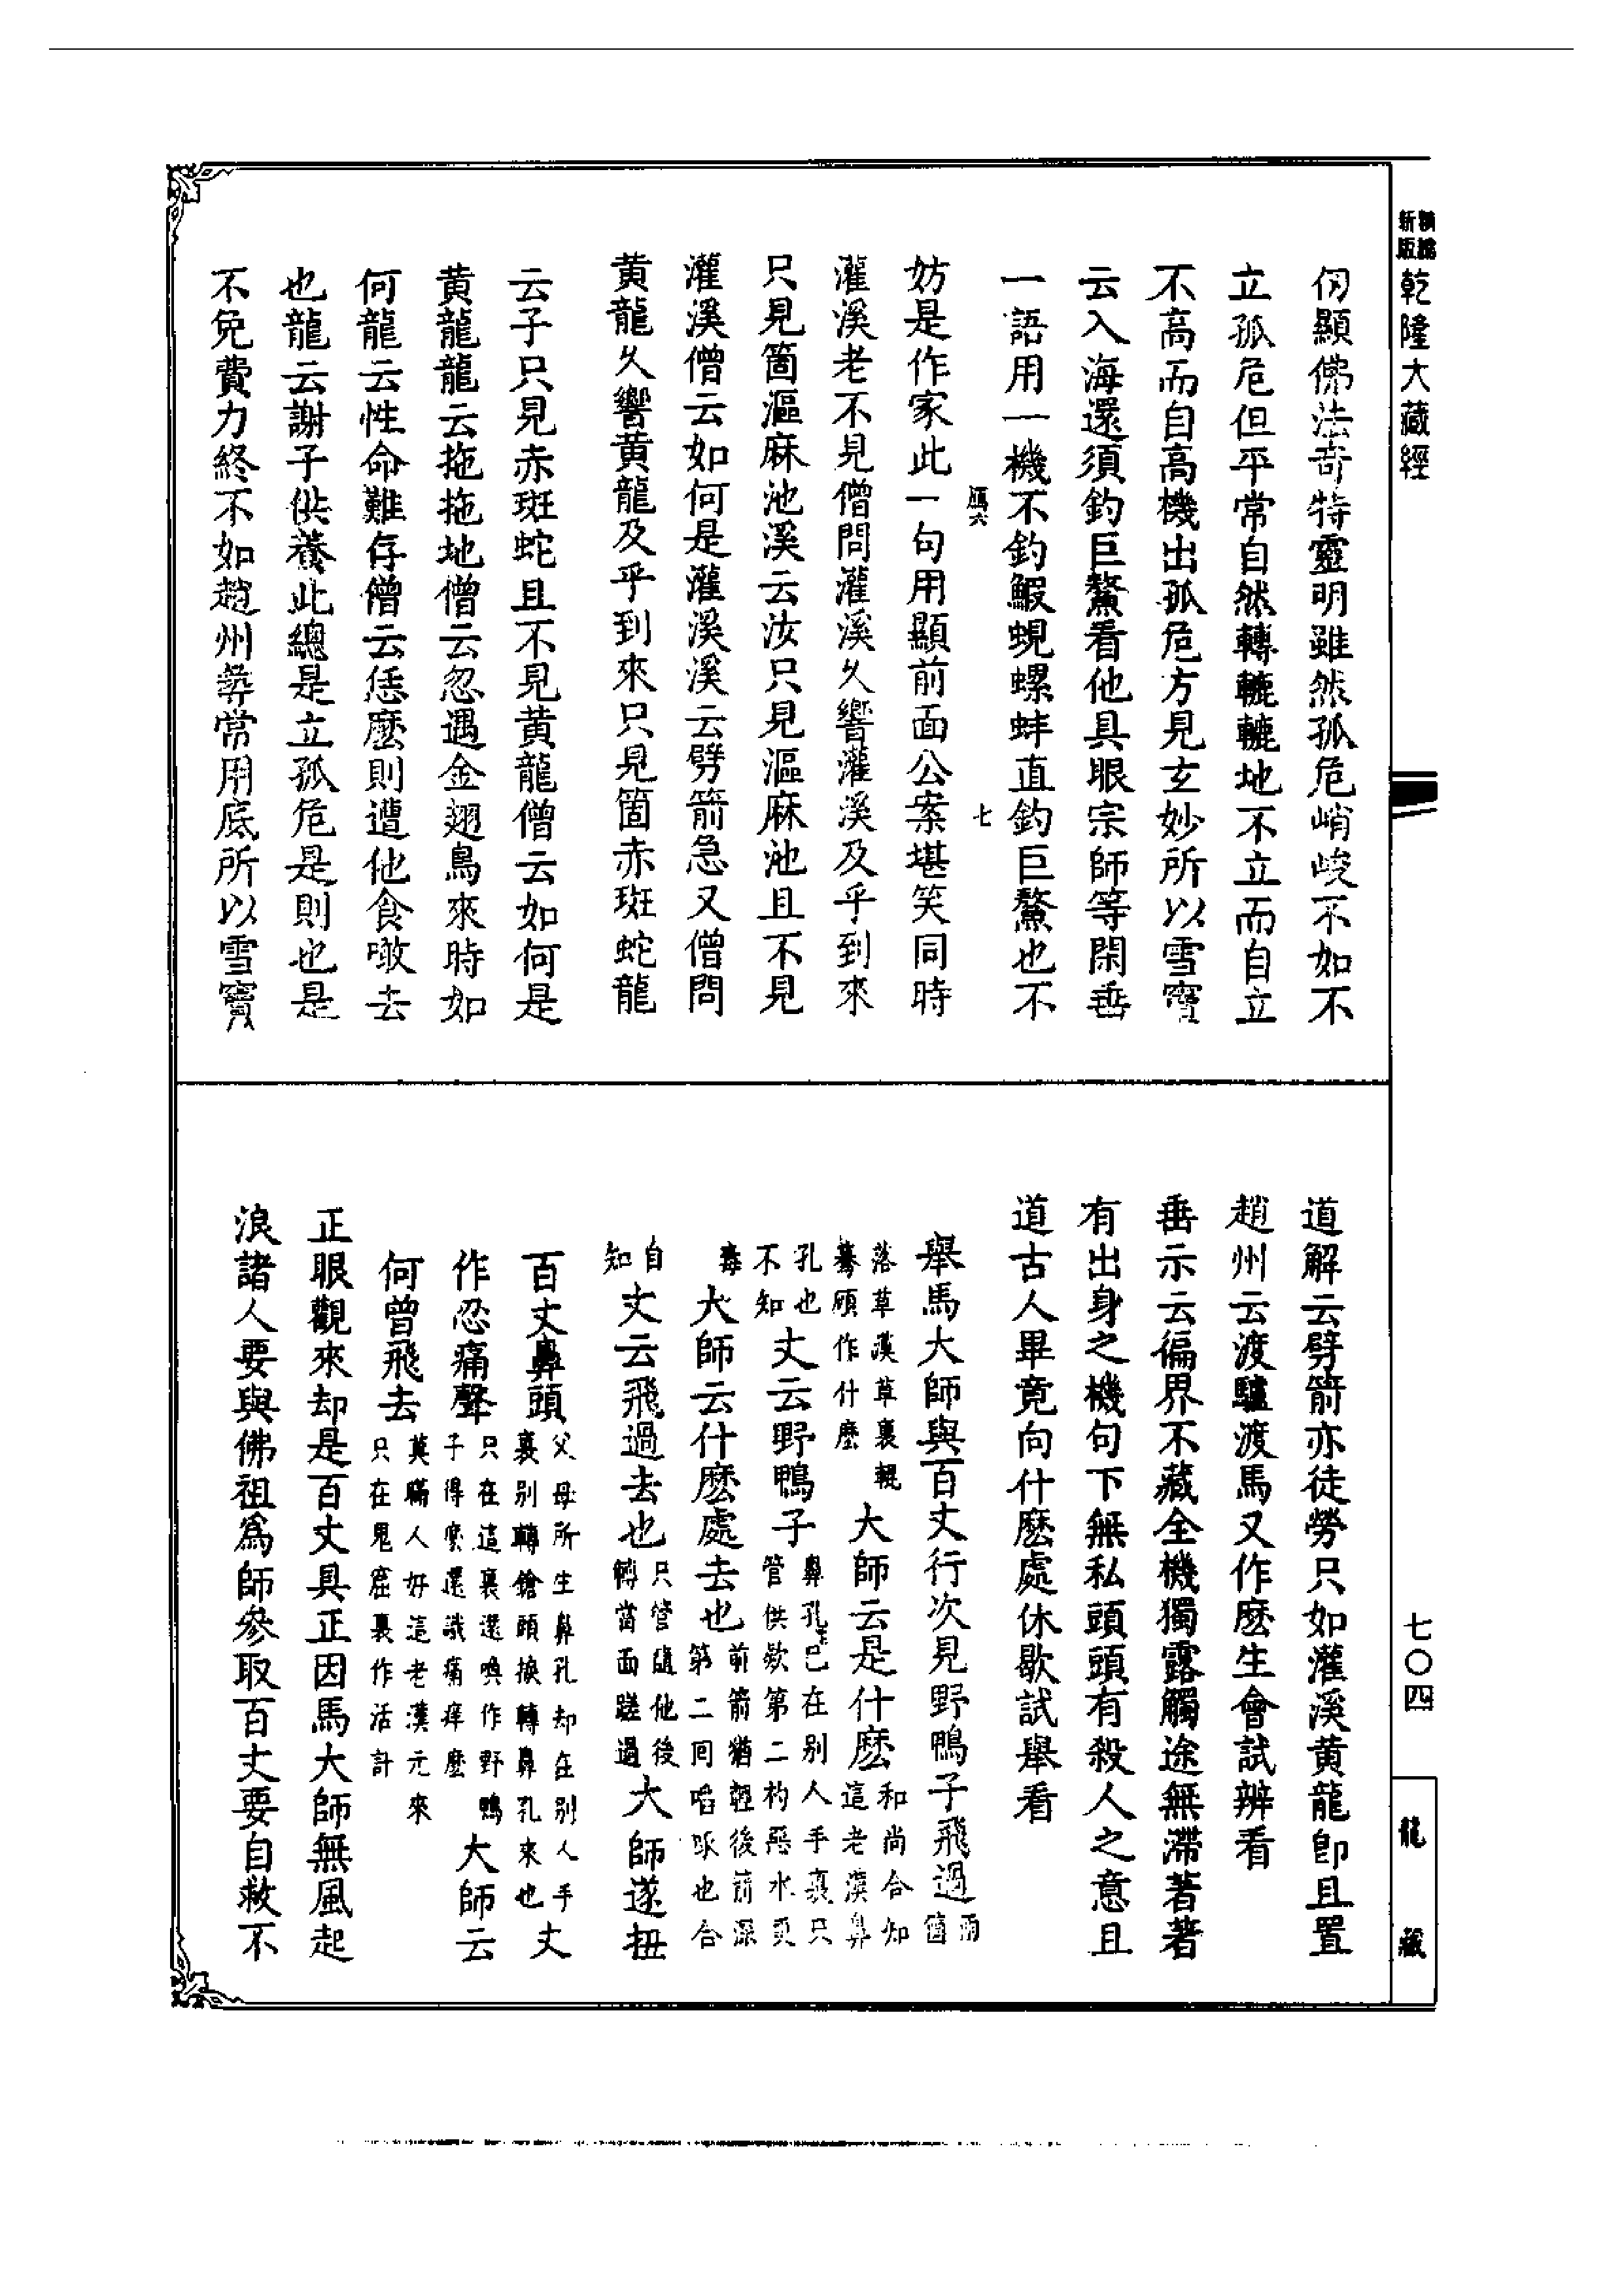 乾隆大藏經
仞顯佛法奇特靈明雖然孤危峭峻不如不
立孤危但平常自然轉轆轆地不立而自立
不高而自高機出孤危方見玄妙所以雪竇
云入海還須釣巨鰲看他具眼宗師等閑垂
一語用一機不釣鰕蜆螺蚌直釣巨鰲也不
妨是作家此一句用顯前面公案堪笑同時
灌溪老不見僧問灌溪久響灌溪及乎到來
只見箇漚麻池溪云汝只見漚麻池且不見
灌溪僧云如何是灌溪溪云劈箭急又僧問
黄龍久響黄龍及乎到來只見箇赤斑蛇龍
云子只見赤斑蛇且不見黄龍僧云如何是
黄龍龍云拖拖地僧云忽遇金翅鳥來時如
何龍云性命難存僧云恁麽則遭他食噉去
也龍云謝子供養此總是立孤危是則也是
不免費力終不如趙州尋常用底所以雪竇
七
道解云劈箭亦徒勞只如灌溪黄龍卽且置
趙州云渡驢渡馬又作麽生會試辨看
垂示云徧界不藏全機獨露觸途無滯著著
有出身之機句下無私頭頭有殺人之意且
道古人畢竟向什麽處休歇試舉看
舉馬大師與百丈行次見野鴨子飛過兩箇
落草漢草裏輥驀顧作什麽大師云是什麽和尚合知這老漢鼻
孔也不知丈云野鴨子鼻孔已在別人手裏只管供欵第二杓惡水更
毒大師云什麽處去也前箭猶輕後箭深第二囘啗啄也合
自知丈云飛過去也只管隨他後轉當面蹉過大師遂扭
百丈鼻頭父母所生鼻孔却在別人手裏別轉鎗頭捩轉鼻孔來也丈
作忍痛聲只在這裏還喚作野鴨子得麽還識痛痒麽大師云
何曾飛去莫瞞人好這老漢元來只在鬼窟裏作活計
正眼觀來却是百丈具正因馬大師無風起
浪諸人要與佛祖爲師參取百丈要自救不
七〇四
龍藏